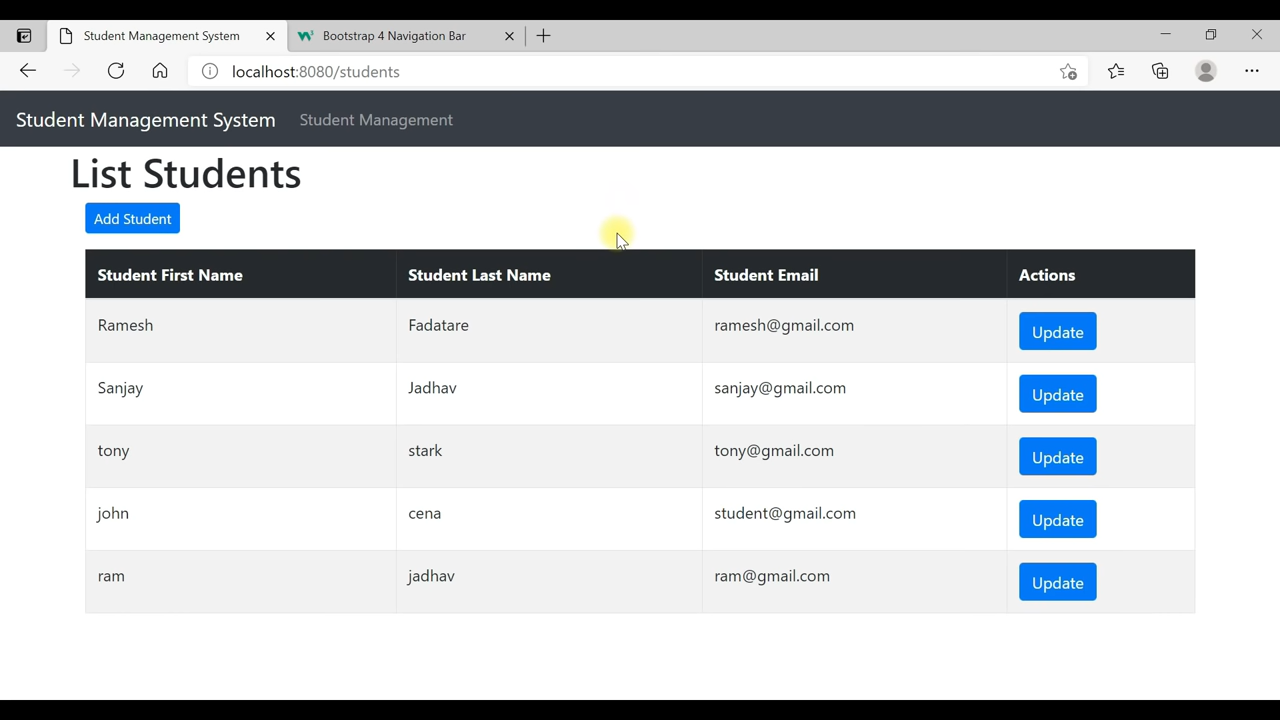 Student Management System
Bootstrap 4 Navigation Bar
localhost:8080/students
Student Management System Student Management
List Students
Add Student
Student First Name Student Last Name Student Email Actions
Ramesh Fadatare ramesh@gmail.com Update
Sanjay Jadhav sanjay@gmail.com Update
tony stark tony@gmail.com Update
john cena student@gmail.com Update
ram jadhav ram@gmail.com Update